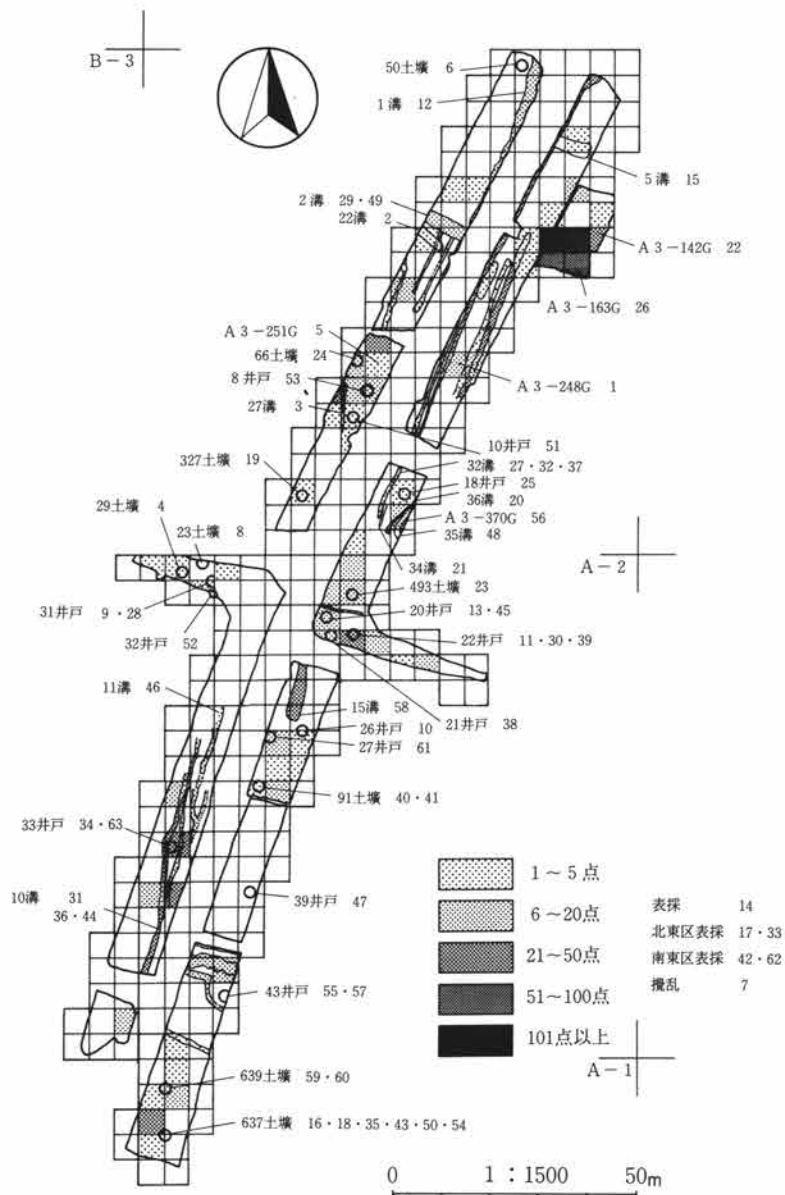 B-3
50土壙 6
1溝 12
5溝 15
2溝 29・49
22溝 2
A3-142G 22
A3-163G 26
A3-251G 5
66土壙 24
8井戸 53
A3-248G 1
27溝 3
10井戸 51
32溝 27・32・37
327土壙 19
18井戸 25
36溝 20
29土壙 4
A3-370G 56
23土壙 8
35溝 48
A-2
34溝 21
493土壙 23
31井戸 9・28
20井戸 13・45
32井戸 52
22井戸 11・30・39
11溝 46
21井戸 38
15溝 58
26井戸 10
27井戸 61
91土壙 40・41
33井戸 34・63
1～5点
10溝 31
36・44
39井戸 47
表採 14
6～20点
北東区表採 17・33
21～50点
南東区表採 42・62
43井戸 55・57
攪乱 7
51～100点
101点以上
A-1
639土壙 59・60
637土壙 16・18・35・43・50・54
0 1：1500 50m